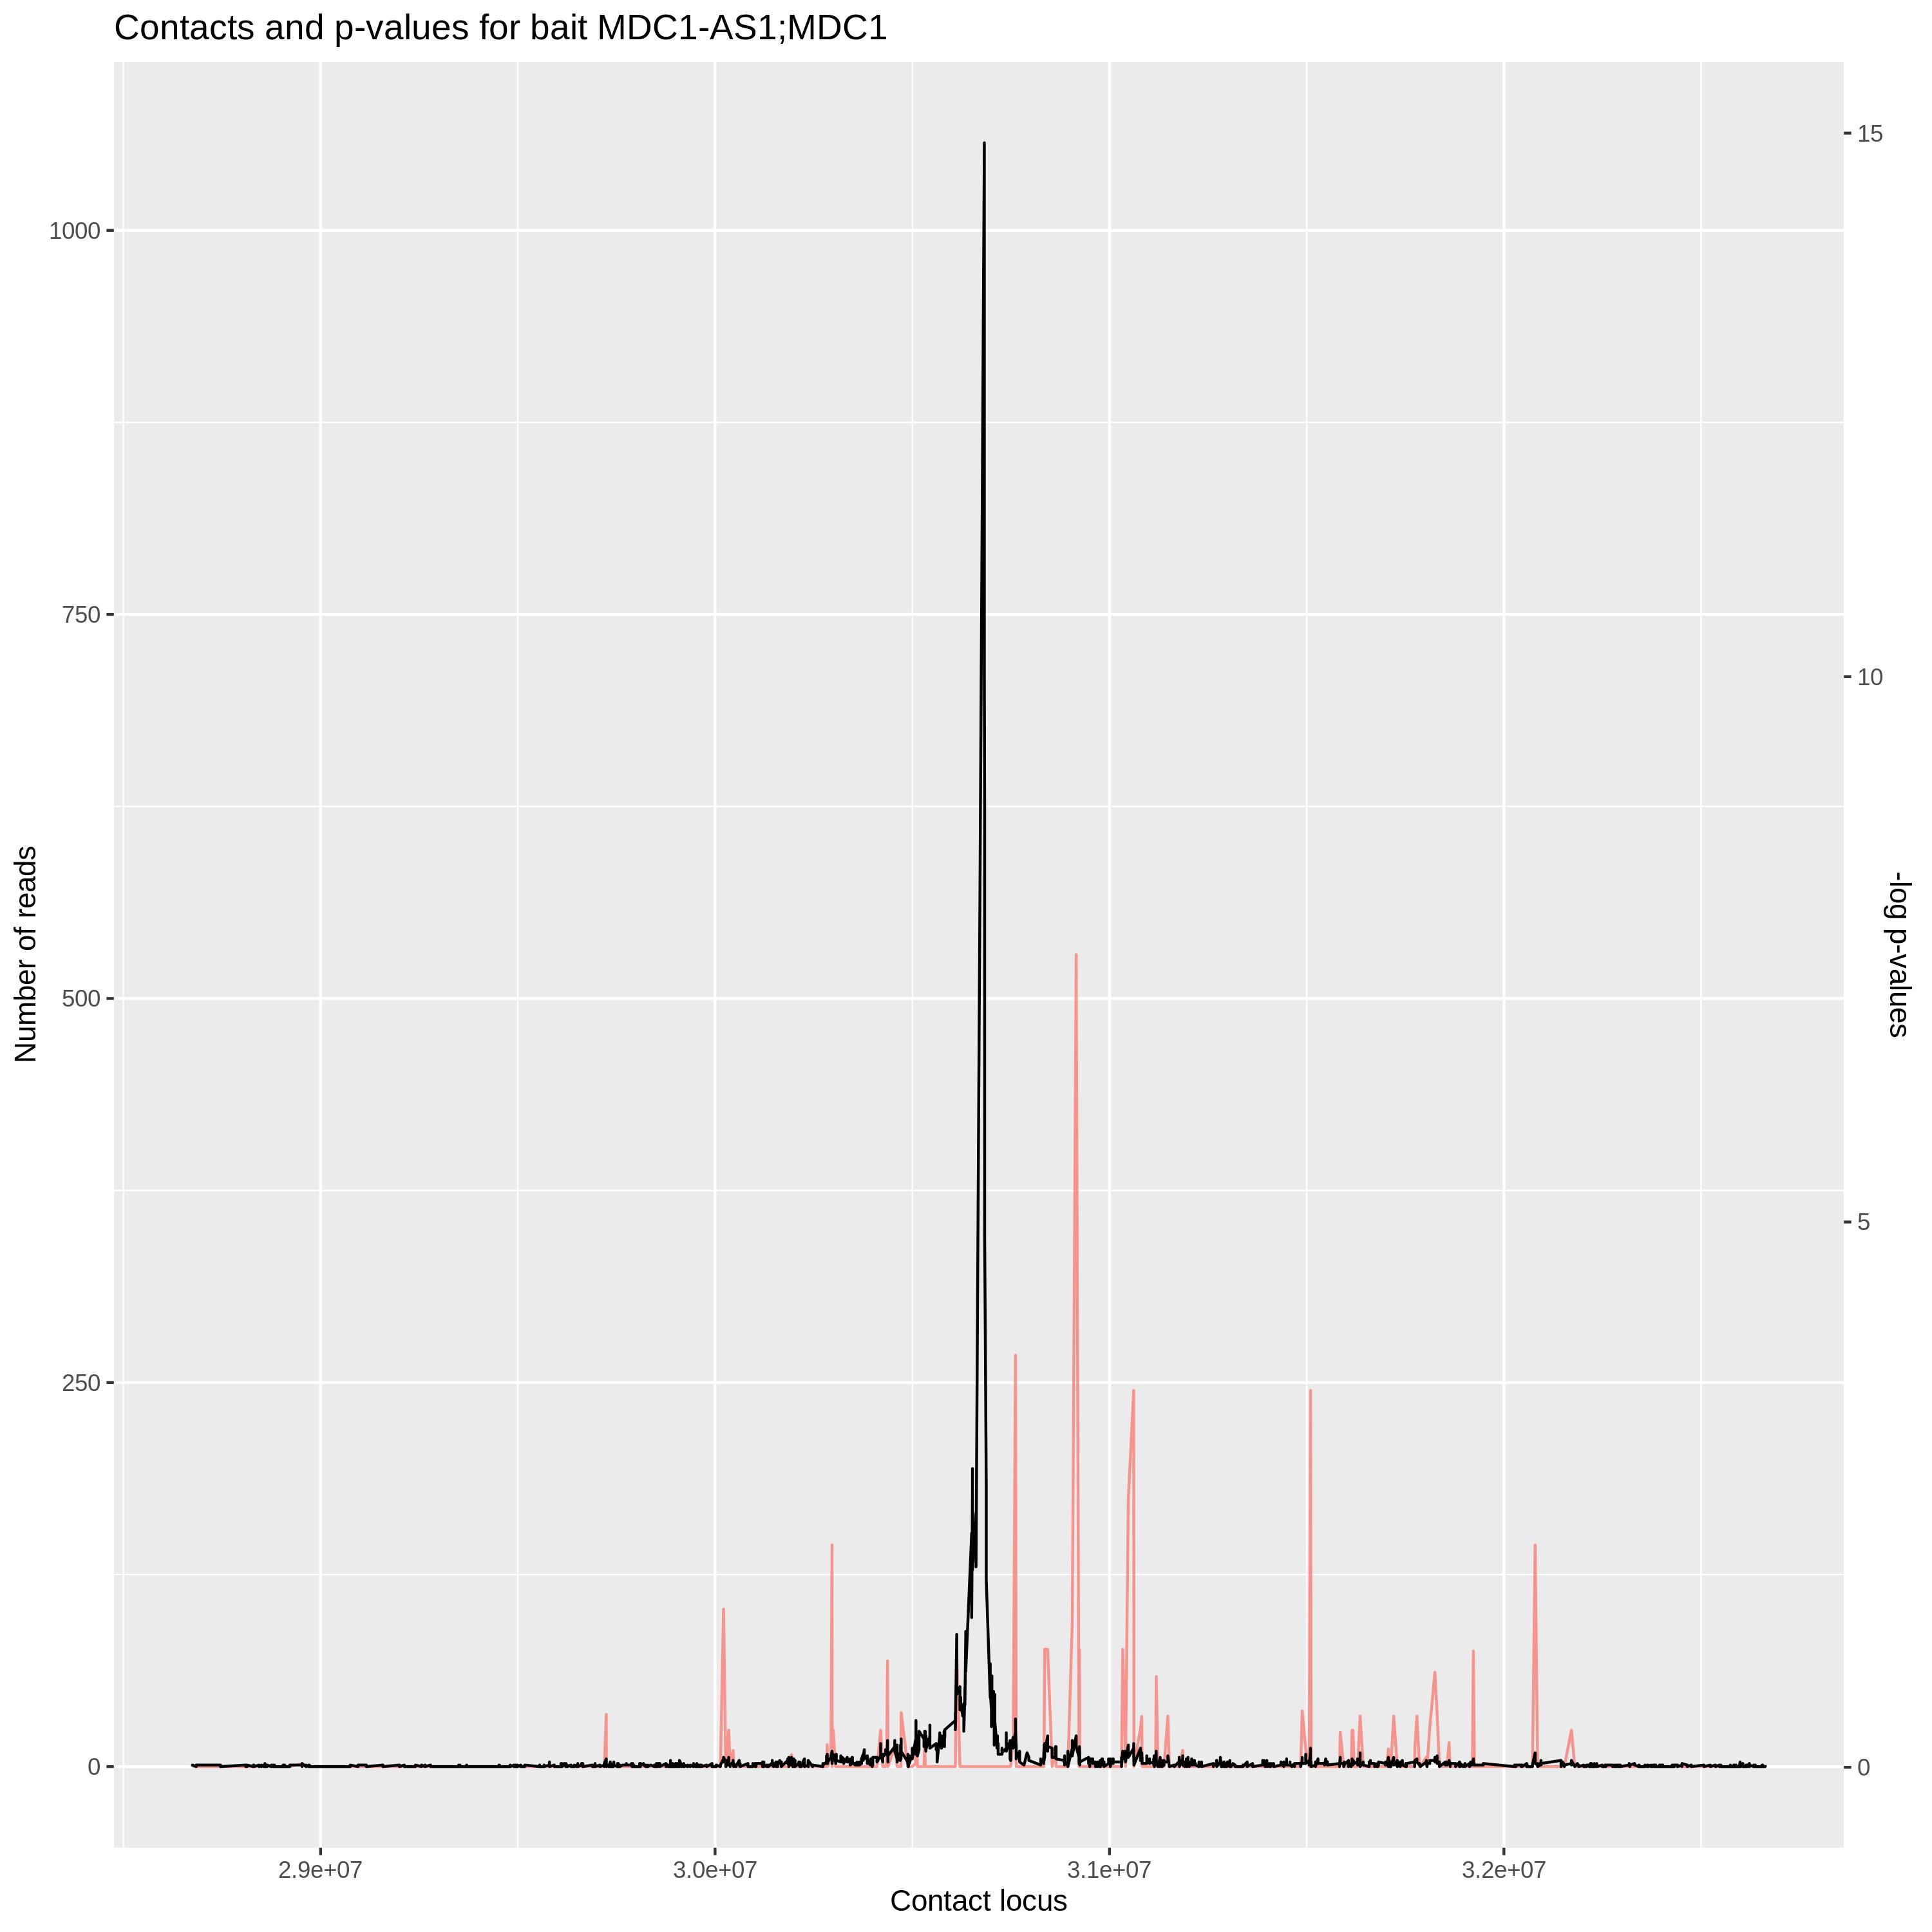 Contacts and p-values for bait MDC1-AS1;MDC1
15
1000
750
10
Number of reads
-log p-values
500
5
250
0
0
2.9e+07
3.0e+07
3.1e+07
3.2e+07
Contact locus